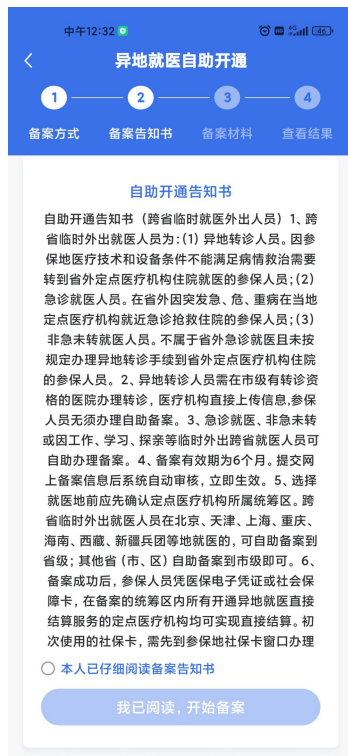 中午12:32
46
异地就医自助开通
1
2
3
4
备案方式 备案告知书 备案材料 查看结果
自助开通告知书
自助开通告知书（跨省临时就医外出人员）1、跨
省临时外出就医人员为：(1) 异地转诊人员。因参
保地医疗技术和设备条件不能满足病情救治需要
转到省外定点医疗机构住院就医的参保人员；(2)
急诊就医人员。在省外因突发急、危、重病在当地
定点医疗机构就近急诊抢救住院的参保人员；(3)
非急未转就医人员。不属于省外急诊就医且未按
规定办理异地转诊手续到省外定点医疗机构住院
的参保人员。2、异地转诊人员需在市级有转诊资
格的医院办理转诊，医疗机构直接上传信息,参保
人员无须办理自助备案。3、急诊就医、非急未转
或因工作、学习、探亲等临时外出跨省就医人员可
自助办理备案。4、备案有效期为6个月。提交网
上备案信息后系统自动审核，立即生效。5、选择
就医地前应先确认定点医疗机构所属统筹区。跨
省临时外出就医人员在北京、天津、上海、重庆、
海南、西藏、新疆兵团等地就医的，可自助备案到
省级；其他省（市、区）自助备案到市级即可。6、
备案成功后，参保人员凭医保电子凭证或社会保
障卡，在备案的统筹区内所有开通异地就医直接
结算服务的定点医疗机构均可实现直接结算。初
次使用的社保卡，需先到参保地社保卡窗口办理
本人已仔细阅读备案告知书
我已阅读，开始备案